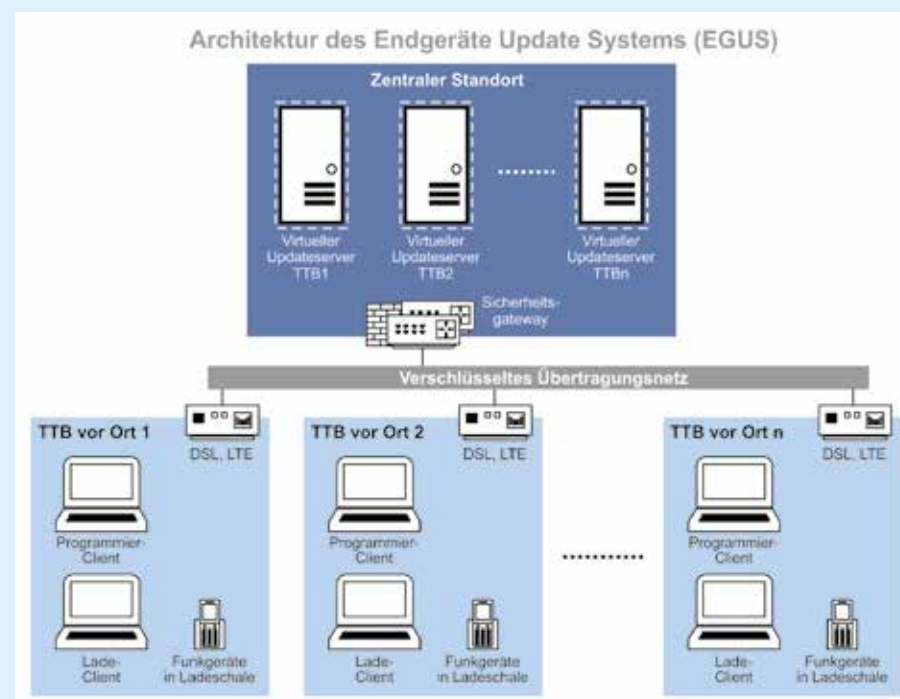 Architektur des Endgeräte Update Systems (EGUS)
Zentraler Standort
Virtueller
Updateserver
TTB1
Virtueller
Updateserver
TTB2
Virtueller
Updateserver
TTBn
Sicherheits-
gateway
Verschlüsseltes Übertragungsnetz
TTB vor Ort 1
DSL, LTE
Programmier-
Client
Lade-
Client
Funkgeräte
in Ladeschale
TTB vor Ort 2
DSL, LTE
Programmier-
Client
Lade-
Client
Funkgeräte
in Ladeschale
TTB vor Ort n
DSL, LTE
Programmier-
Client
Lade-
Client
Funkgeräte
in Ladeschale